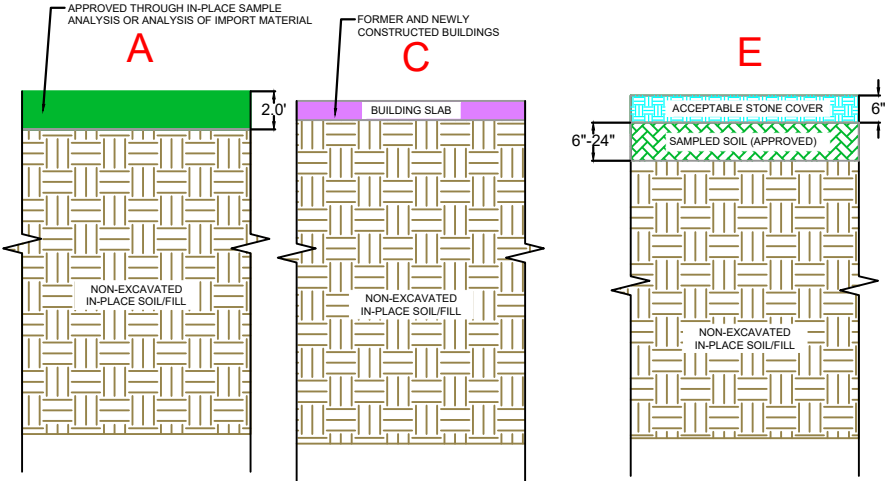 APPROVED THROUGH IN-PLACE SAMPLE
ANALYSIS OR ANALYSIS OF IMPORT MATERIAL
A
2.0'
NON-EXCAVATED
IN-PLACE SOIL/FILL
FORMER AND NEWLY
CONSTRUCTED BUILDINGS
C
BUILDING SLAB
NON-EXCAVATED
IN-PLACE SOIL/FILL
E
ACCEPTABLE STONE COVER
6"
6"-24"
SAMPLED SOIL (APPROVED)
NON-EXCAVATED
IN-PLACE SOIL/FILL